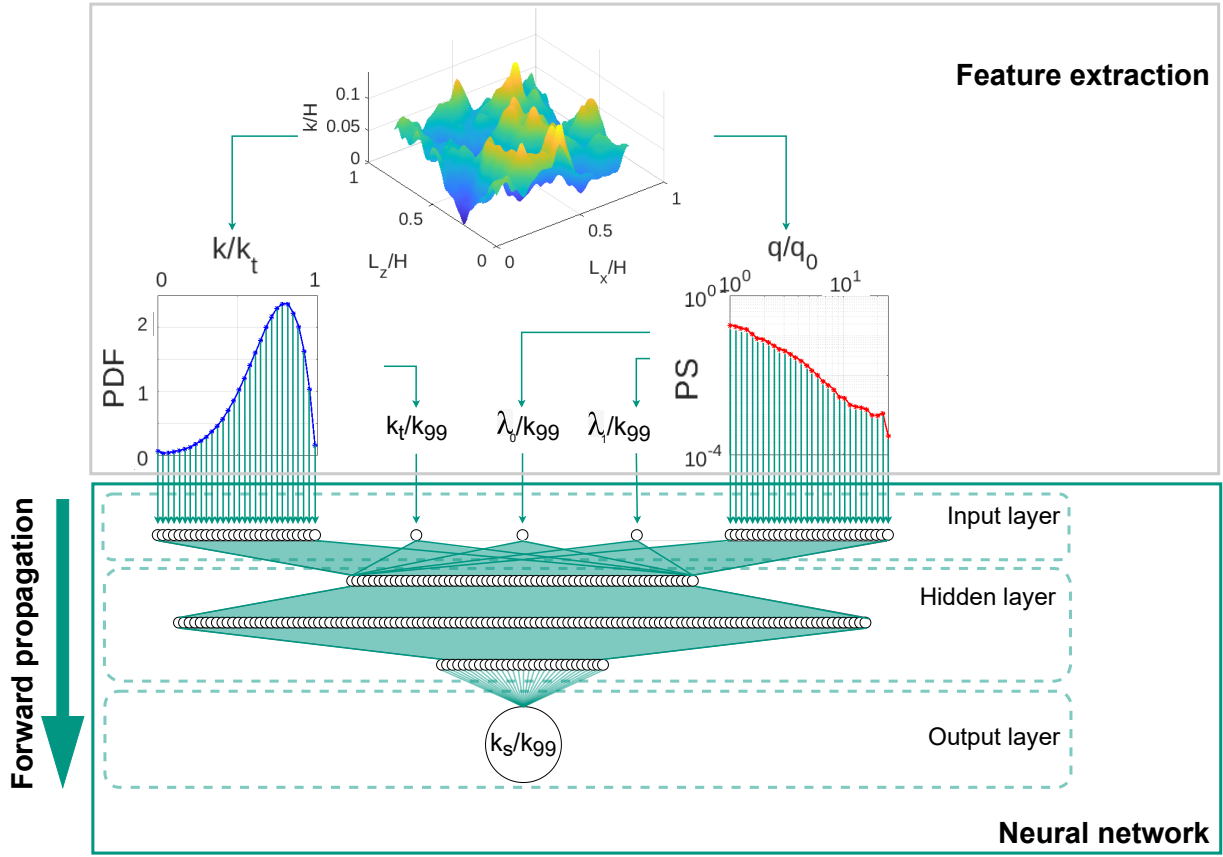 Feature extraction
k/H
0.1
0.05
0
1
0.5
0
L_z/H
0
0.5
1
L_x/H
k/k_t
0
1
PDF
2
1
0
q/q_0
10^0
10^1
PS
10^0
10^-4
k_t/k_99
λ_0/k_99
λ_1/k_99
Forward propagation
Input layer
Hidden layer
Output layer
k_s/k_99
Neural network